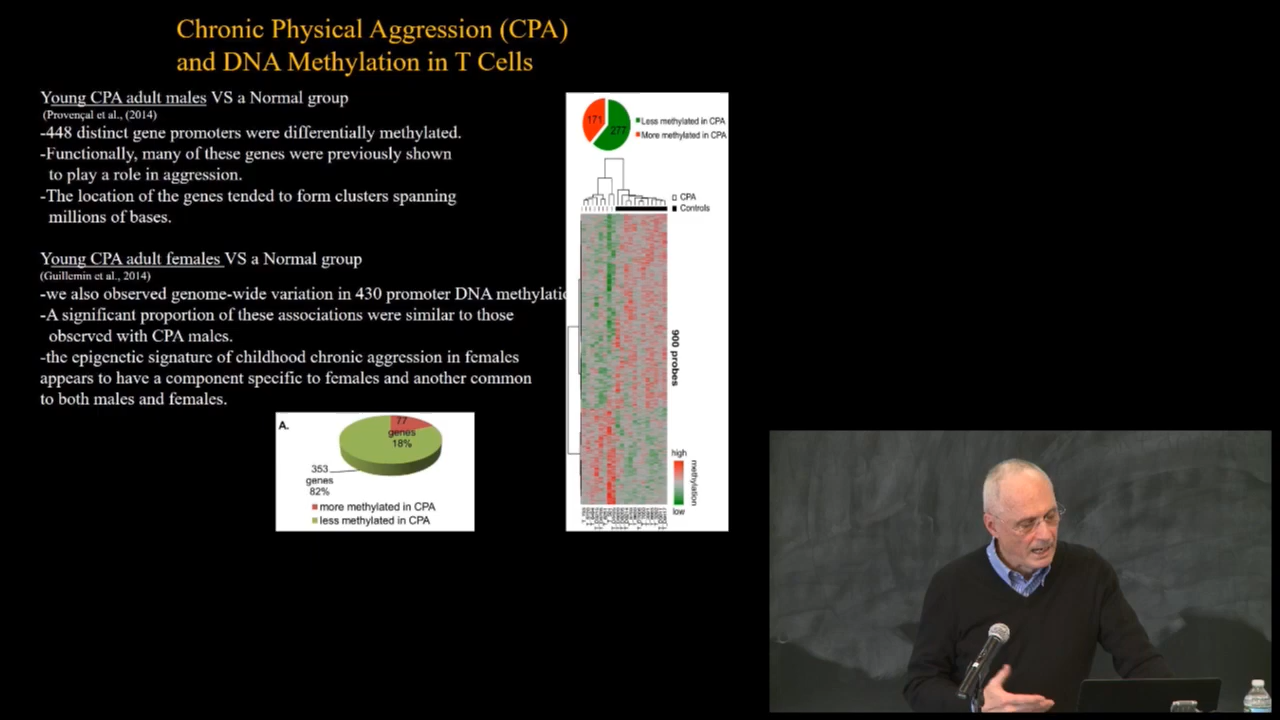 Chronic Physical Aggression (CPA)
and DNA Methylation in T Cells
Young CPA adult males VS a Normal group
(Provençal et al., (2014)
-448 distinct gene promoters were differentially methylated.
-Functionally, many of these genes were previously shown
to play a role in aggression.
-The location of the genes tended to form clusters spanning
millions of bases.
Young CPA adult females VS a Normal group
(Guillemin et al., 2014)
-we also observed genome-wide variation in 430 promoter DNA methylatio
-A significant proportion of these associations were similar to those
observed with CPA males.
-the epigenetic signature of childhood chronic aggression in females
appears to have a component specific to females and another common
to both males and females.
A.
77
genes
18%
353
genes
82%
more methylated in CPA
less methylated in CPA
171
277
Less methylated in CPA
More methylated in CPA
CPA
Controls
900 probes
high
methylation
low